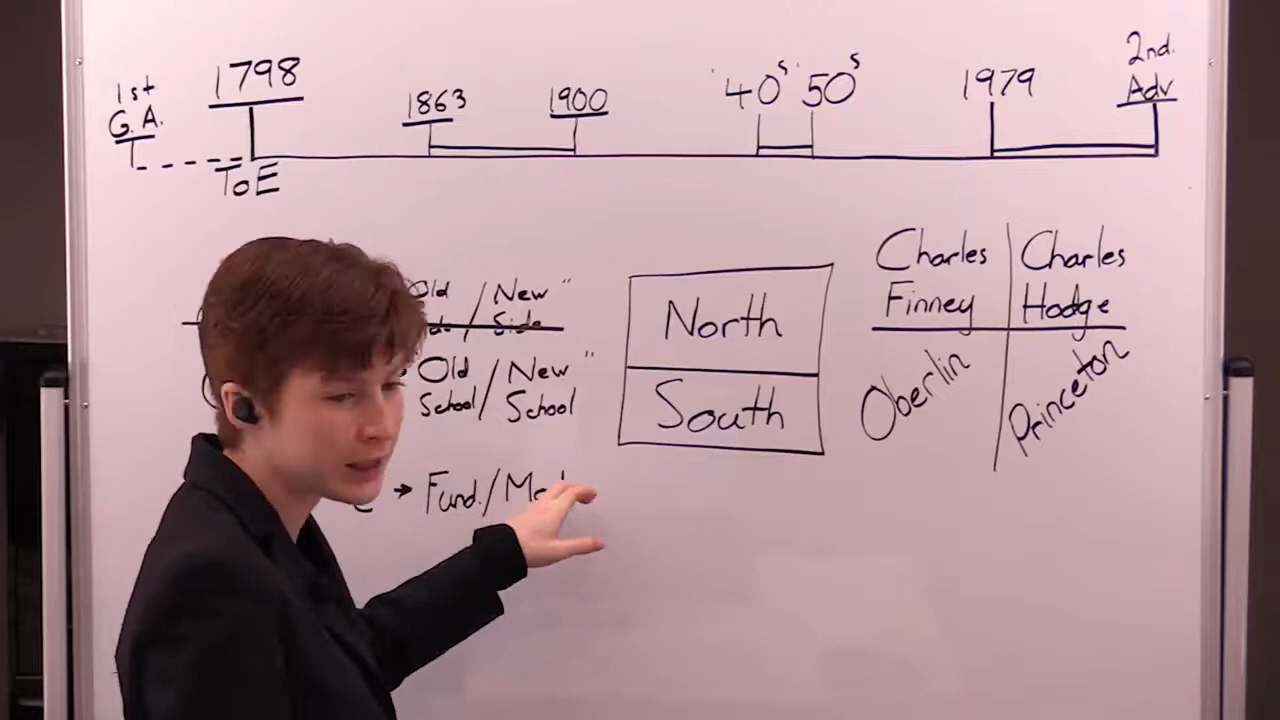 1st
G. A.
1798
1863
1900
'40s '50s
1979
2nd.
Adv
ToE
Old / New "
Side
"Old / New "
School / School
→ Fund. /
North
South
Charles
Finney
Charles
Hodge
Oberlin
Princeton